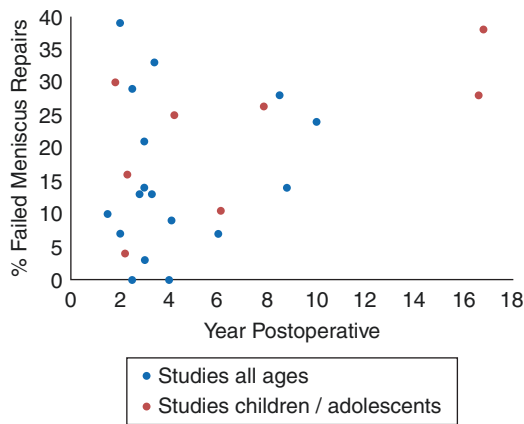 40
35
30
25
20
15
10
5
0
% Failed Meniscus Repairs
0 2 4 6 8 10 12 14 16 18
Year Postoperative
Studies all ages
Studies children / adolescents